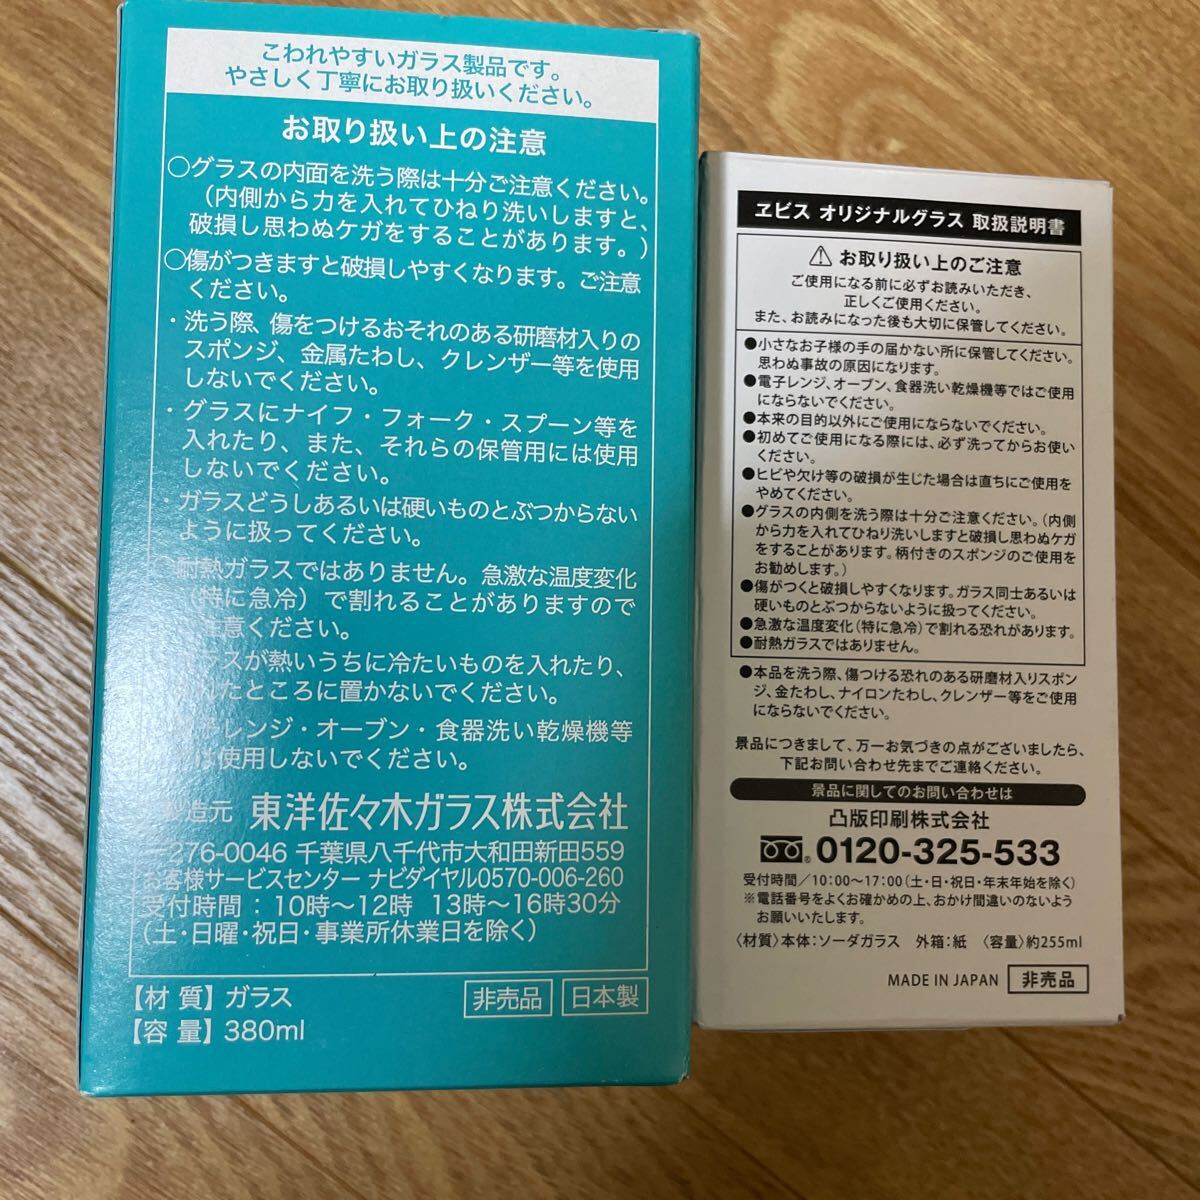 こわれやすいガラス製品です。
やさしく丁寧にお取り扱いください。
お取り扱い上の注意
○グラスの内面を洗う際は十分ご注意ください。
（内側から力を入れてひねり洗いしますと、
破損し思わぬケガをすることがあります。）
○傷がつきますと破損しやすくなります。ご注意
ください。
・洗う際、傷をつけるおそれのある研磨材入りの
スポンジ、金属たわし、クレンザー等を使用
しないでください。
・グラスにナイフ・フォーク・スプーン等を
入れたり、また、それらの保管用には使用
しないでください。
・ガラスどうしあるいは硬いものとぶつからない
ように扱ってください。
耐熱ガラスではありません。急激な温度変化
（特に急冷）で割れることがありますので
意ください。
スが熱いうちに冷たいものを入れたり、
れたところに置かないでください。
レンジ・オーブン・食器洗い乾燥機等
は使用しないでください。
製造元 東洋佐々木ガラス株式会社
〒276-0046 千葉県八千代市大和田新田559
お客様サービスセンター ナビダイヤル0570-006-260
受付時間：10時〜12時 13時〜16時30分
（土・日曜・祝日・事業所休業日を除く）
【材 質】ガラス
非売品 日本製
【容 量】380ml
ヱビス オリジナルグラス 取扱説明書
⚠ お取り扱い上のご注意
ご使用になる前に必ずお読みいただき、
正しくご使用ください。
また、お読みになった後も大切に保管してください。
●小さなお子様の手の届かない所に保管してください。
思わぬ事故の原因になります。
●電子レンジ、オーブン、食器洗い乾燥機等ではご使用
にならないでください。
●本来の目的以外にご使用にならないでください。
●初めてご使用になる際には、必ず洗ってからお使い
ください。
●ヒビや欠け等の破損が生じた場合は直ちにご使用を
やめてください。
●グラスの内側を洗う際は十分ご注意ください。（内側
から力を入れてひねり洗いしますと破損し思わぬケガ
をすることがあります。柄付きのスポンジのご使用を
お勧めします。）
●傷がつくと破損しやすくなります。ガラス同士あるいは
硬いものとぶつからないように扱ってください。
●急激な温度変化（特に急冷）で割れる恐れがあります。
●耐熱ガラスではありません。
●本品を洗う際、傷つける恐れのある研磨材入りスポン
ジ、金たわし、ナイロンたわし、クレンザー等をご使用
にならないでください。
景品につきまして、万一お気づきの点がございましたら、
下記お問い合わせ先までご連絡ください。
景品に関してのお問い合わせは
凸版印刷株式会社
0120-325-533
受付時間／10:00〜17:00（土・日・祝日・年末年始を除く）
※電話番号をよくお確かめの上、おかけ間違いのないよう
お願いいたします。
〈材質〉本体：ソーダガラス 外箱：紙 〈容量〉約255ml
MADE IN JAPAN 非売品